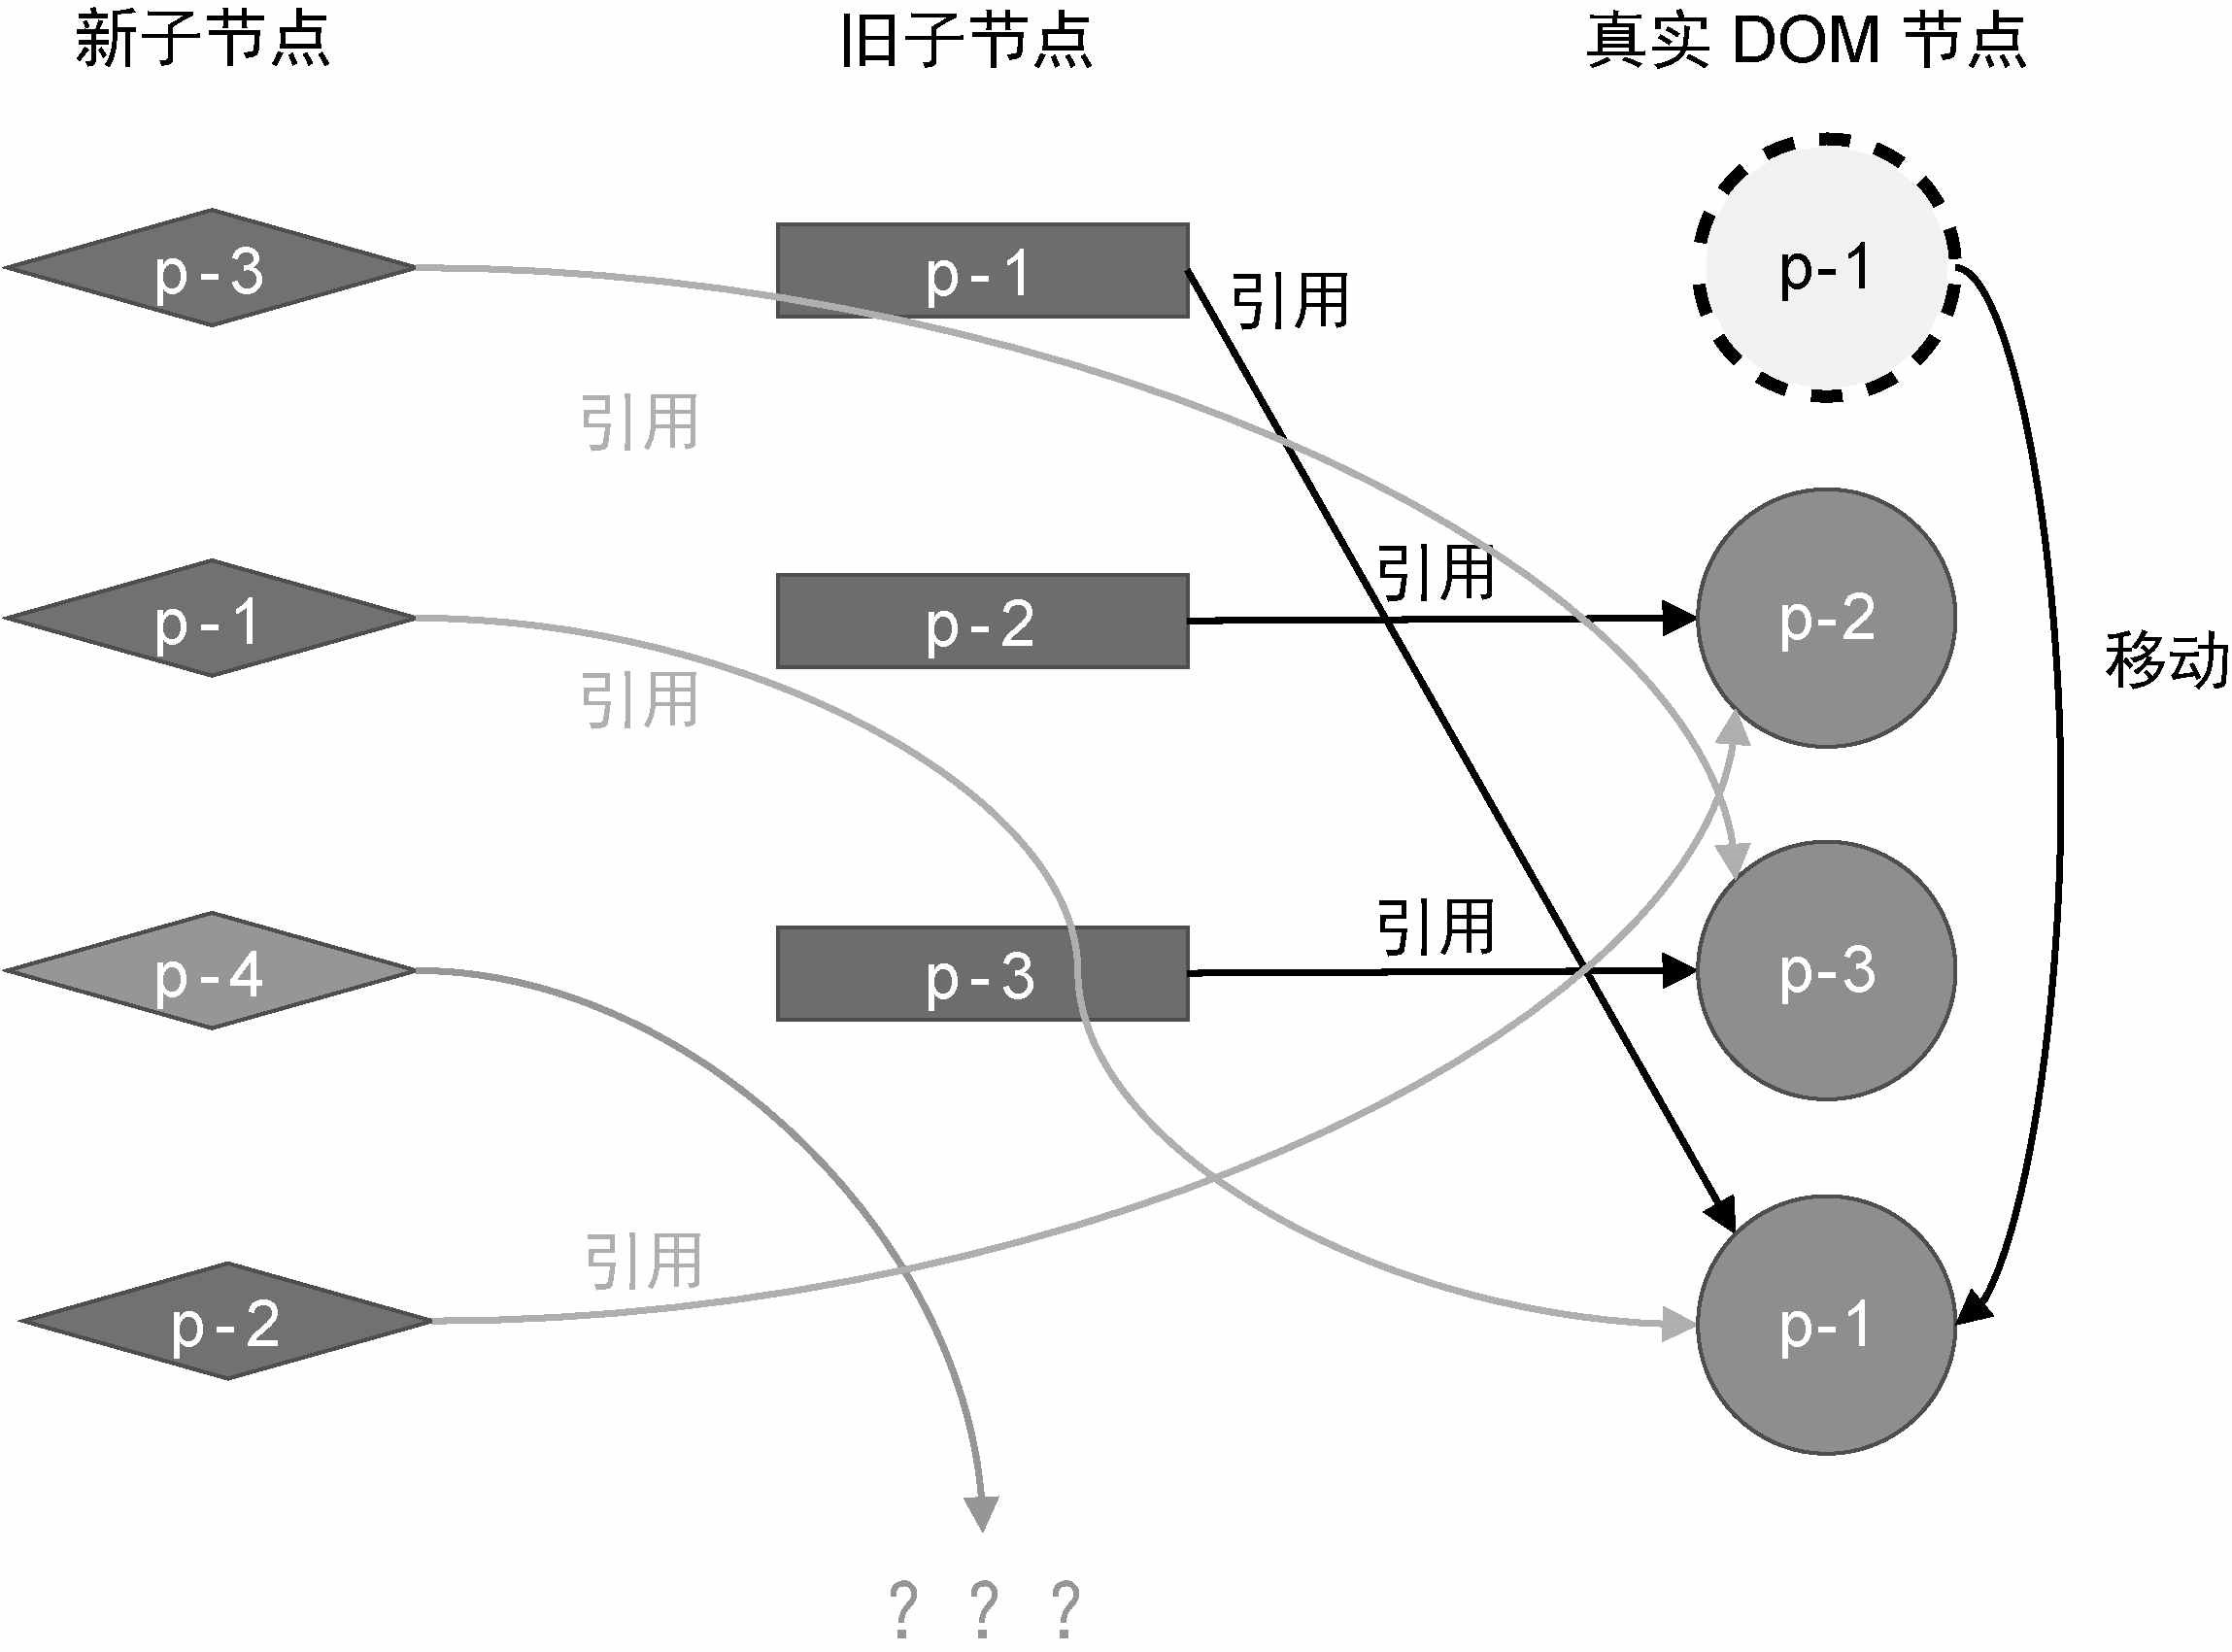 新子节点 旧子节点 真实 DOM 节点
p-3 p-1 引用 p-1
引用
p-1 p-2 引用 p-2
引用 移动
p-4 p-3 引用 p-3
引用
p-2 p-1
? ? ?